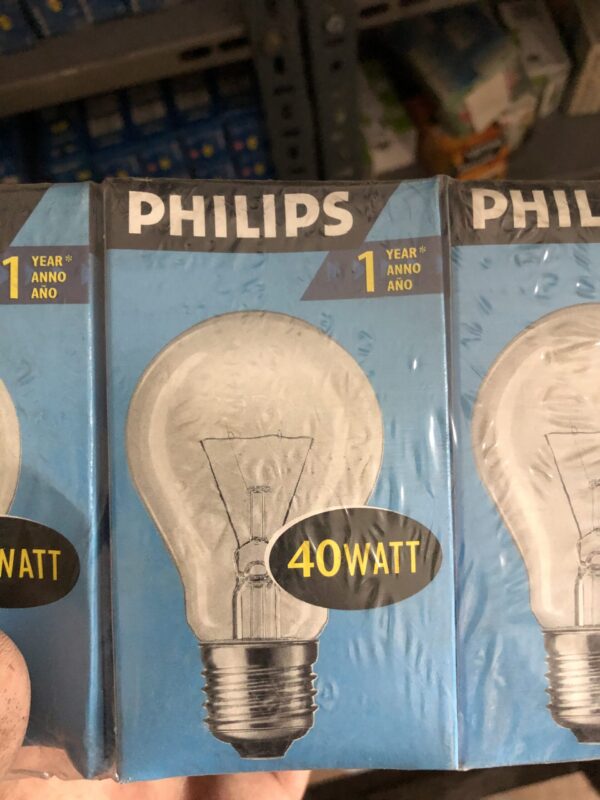 1 YEAR*
ANNO
AÑO
WATT
PHILIPS
1 YEAR*
ANNO
AÑO
40WATT
PHIL